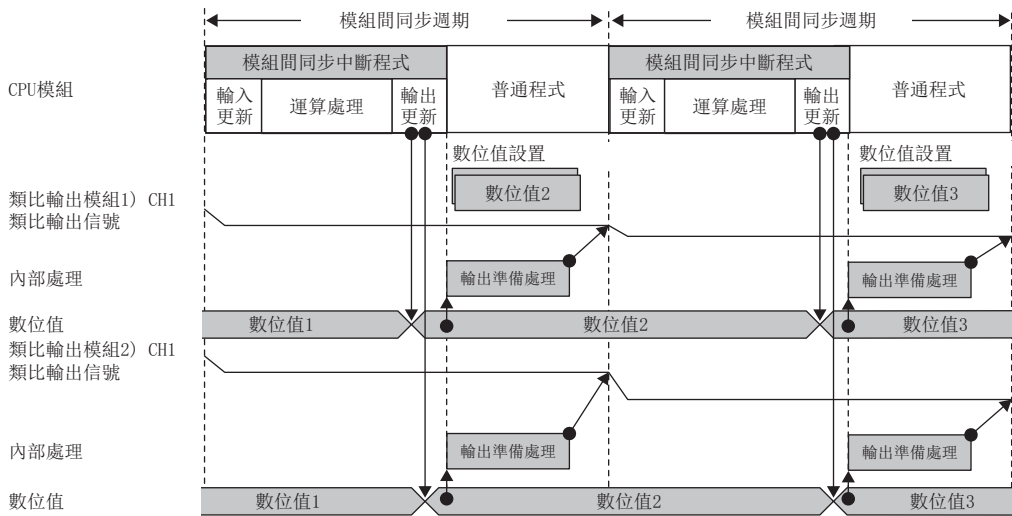 模組間同步週期
模組間同步週期
CPU模組
模組間同步中斷程式
輸入
更新
運算處理
輸出
更新
普通程式
模組間同步中斷程式
輸入
更新
運算處理
輸出
更新
普通程式
數位值設置
數位值2
數位值設置
數位值3
類比輸出模組1) CH1
類比輸出信號
內部處理
輸出準備處理
輸出準備處理
數位值
數位值1
數位值2
數位值3
類比輸出模組2) CH1
類比輸出信號
內部處理
輸出準備處理
輸出準備處理
數位值
數位值1
數位值2
數位值3